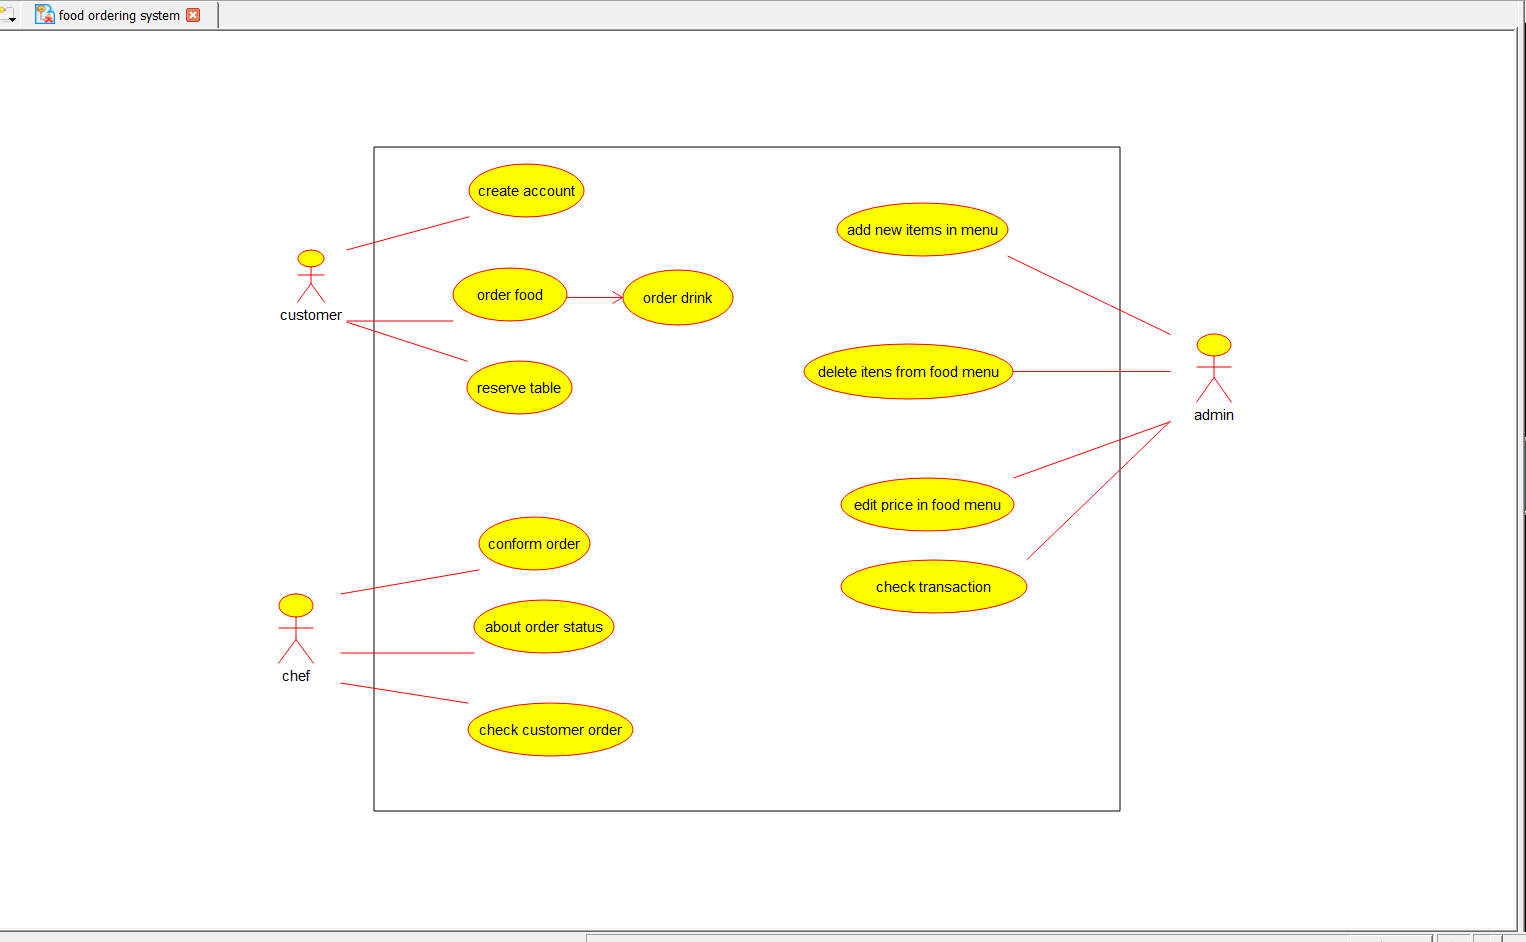 food ordering system
create account
add new items in menu
customer
order food
order drink
reserve table
delete itens from food menu
admin
conform order
edit price in food menu
about order status
check transaction
chef
check customer order